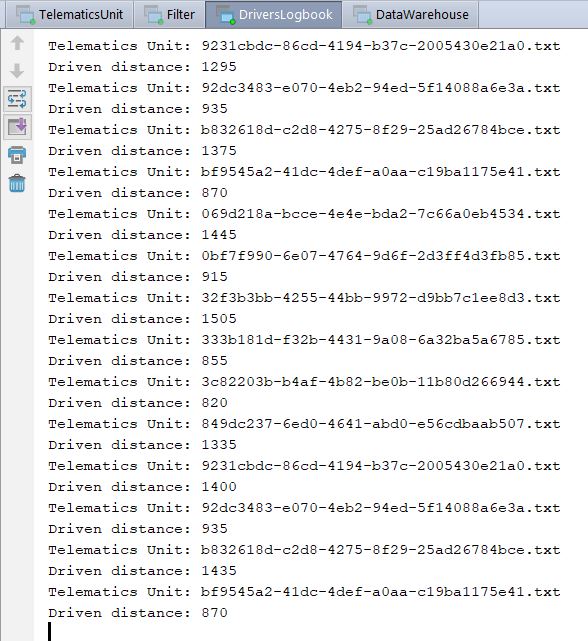 TelematicsUnit Filter DriversLogbook DataWarehouse
Telematics Unit: 9231cbdc-86cd-4194-b37c-2005430e21a0.txt
Driven distance: 1295
Telematics Unit: 92dc3483-e070-4eb2-94ed-5f14088a6e3a.txt
Driven distance: 935
Telematics Unit: b832618d-c2d8-4275-8f29-25ad26784bce.txt
Driven distance: 1375
Telematics Unit: bf9545a2-41dc-4def-a0aa-c19ba1175e41.txt
Driven distance: 870
Telematics Unit: 069d218a-bcce-4e4e-bda2-7c66a0eb4534.txt
Driven distance: 1445
Telematics Unit: 0bf7f990-6e07-4764-9d6f-2d3ff4d3fb85.txt
Driven distance: 915
Telematics Unit: 32f3b3bb-4255-44bb-9972-d9bb7c1ee8d3.txt
Driven distance: 1505
Telematics Unit: 333b181d-f32b-4431-9a08-6a32ba5a6785.txt
Driven distance: 855
Telematics Unit: 3c82203b-b4af-4b82-be0b-11b80d266944.txt
Driven distance: 820
Telematics Unit: 849dc237-6ed0-4641-abd0-e56cdbaab507.txt
Driven distance: 1335
Telematics Unit: 9231cbdc-86cd-4194-b37c-2005430e21a0.txt
Driven distance: 1400
Telematics Unit: 92dc3483-e070-4eb2-94ed-5f14088a6e3a.txt
Driven distance: 935
Telematics Unit: b832618d-c2d8-4275-8f29-25ad26784bce.txt
Driven distance: 1435
Telematics Unit: bf9545a2-41dc-4def-a0aa-c19ba1175e41.txt
Driven distance: 870